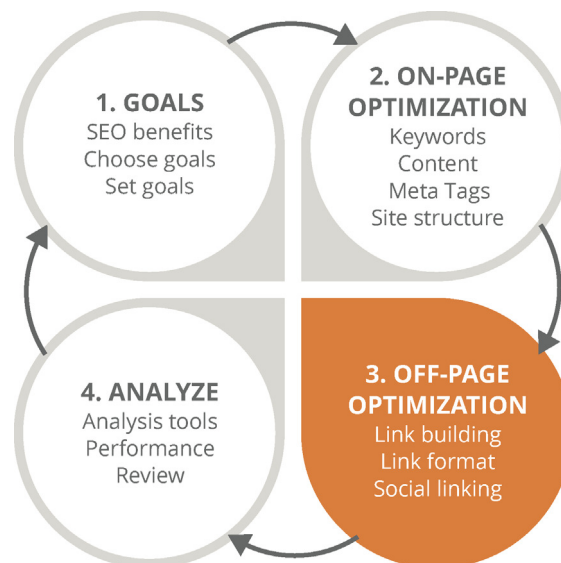 1. GOALS
SEO benefits
Choose goals
Set goals
2. ON-PAGE
OPTIMIZATION
Keywords
Content
Meta Tags
Site structure
3. OFF-PAGE
OPTIMIZATION
Link building
Link format
Social linking
4. ANALYZE
Analysis tools
Performance
Review